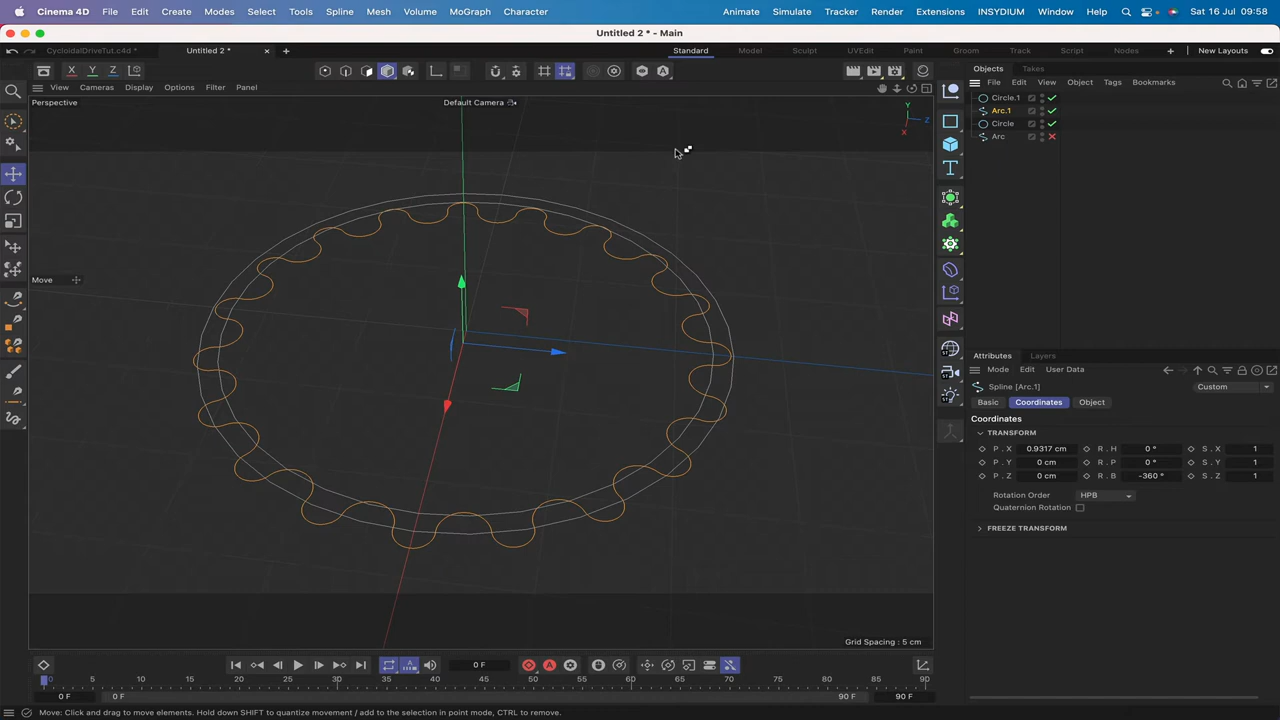 Cinema 4D File Edit Create Modes Select Tools Spline Mesh Volume MoGraph Character Animate Simulate Tracker Render Extensions INSYDIUM Window Help Sat 16 Jul 09:58
Untitled 2 * - Main
CycloidalDriveTut.c4d * Untitled 2 * Standard Model Sculpt UVEdit Paint Groom Track Script Nodes New Layouts
X Y Z A Objects Takes
View Cameras Display Options Filter Panel File Edit View Object Tags Bookmarks
Perspective Default Camera
Circle.1
Arc.1
Circle
Arc
Y
Z
X
T
Move
ST
ST
ST
Attributes Layers
Mode Edit User Data
Spline [Arc.1] Custom
Basic Coordinates Object
Coordinates
TRANSFORM
P . X 0.9317 cm R . H 0 ° S . X 1
P . Y 0 cm R . P 0 ° S . Y 1
P . Z 0 cm R . B -360 ° S . Z 1
Rotation Order HPB
Quaternion Rotation
FREEZE TRANSFORM
Grid Spacing : 5 cm
A 0 F A
0 5 10 15 20 25 30 35 40 45 50 55 60 65 70 75 80 85 90
0 F 0 F 90 F 90 F
Move: Click and drag to move elements. Hold down SHIFT to quantize movement / add to the selection in point mode, CTRL to remove.